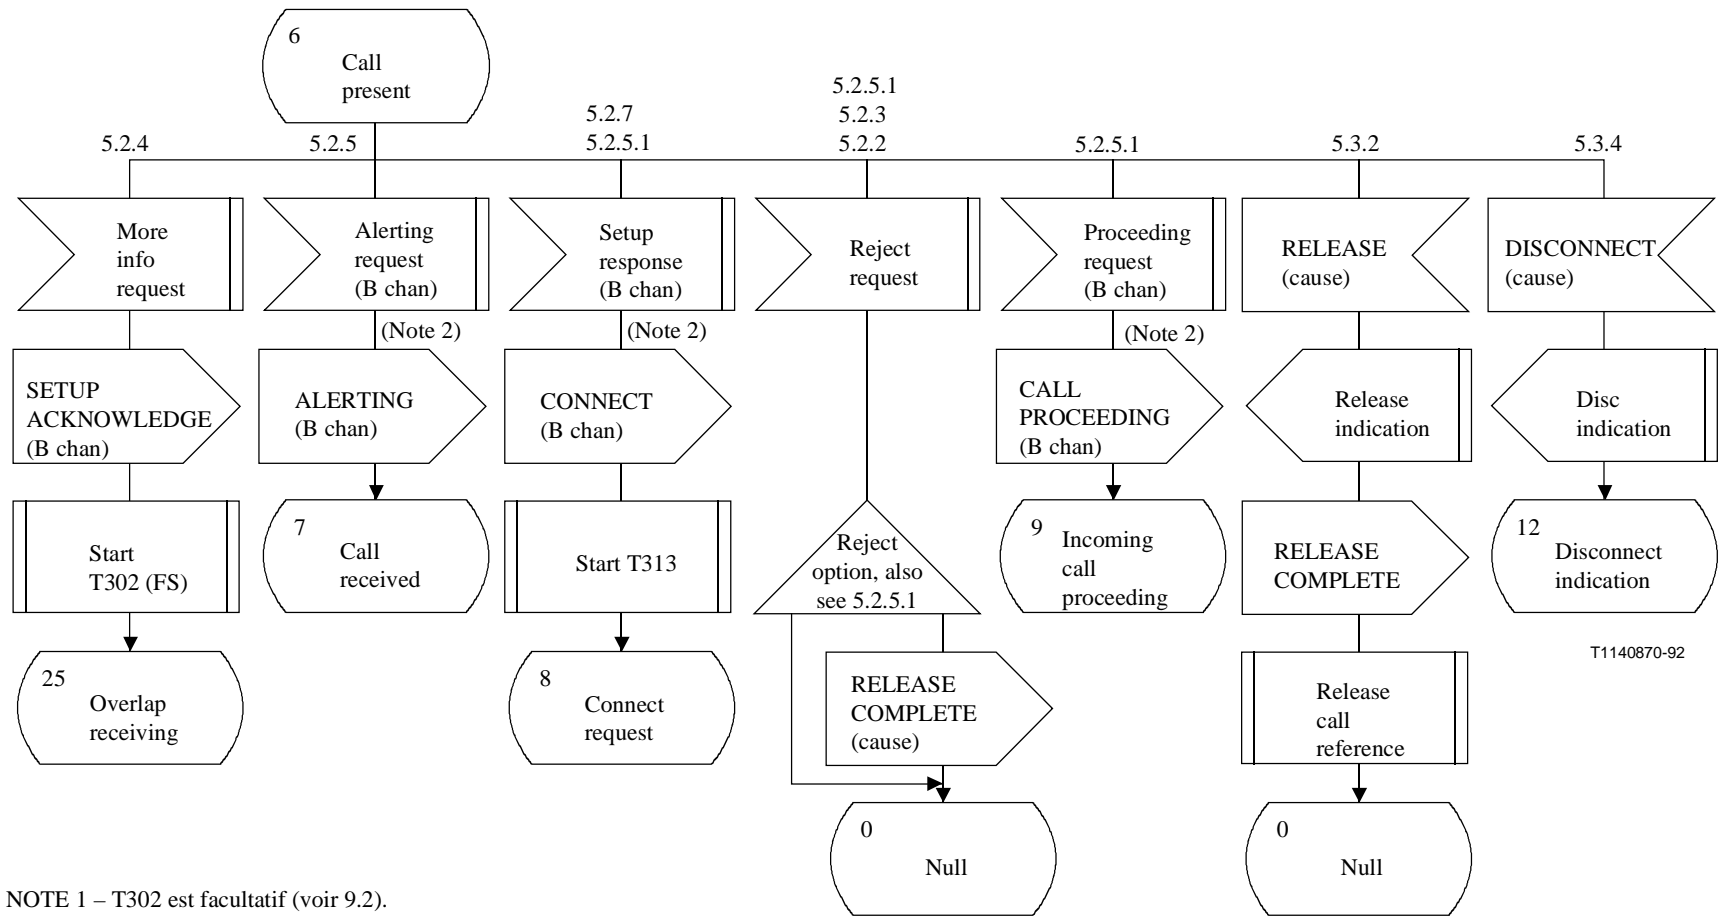 6
Call
present
5.2.4
5.2.5
5.2.7
5.2.5.1
5.2.5.1
5.2.3
5.2.2
5.2.5.1
5.3.2
5.3.4
More
info
request
Alerting
request
(B chan)
Setup
response
(B chan)
Reject
request
Proceeding
request
(B chan)
RELEASE
(cause)
DISCONNECT
(cause)
(Note 2)
(Note 2)
(Note 2)
SETUP
ACKNOWLEDGE
(B chan)
ALERTING
(B chan)
CONNECT
(B chan)
CALL
PROCEEDING
(B chan)
Release
indication
Disc
indication
Start
T302 (FS)
7
Call
received
Start T313
Reject
option, also
see 5.2.5.1
9
Incoming
call
proceeding
RELEASE
COMPLETE
12
Disconnect
indication
T1140870-92
25
Overlap
receiving
8
Connect
request
RELEASE
COMPLETE
(cause)
Release
call
reference
0
Null
0
Null
NOTE 1 – T302 est facultatif (voir 9.2).